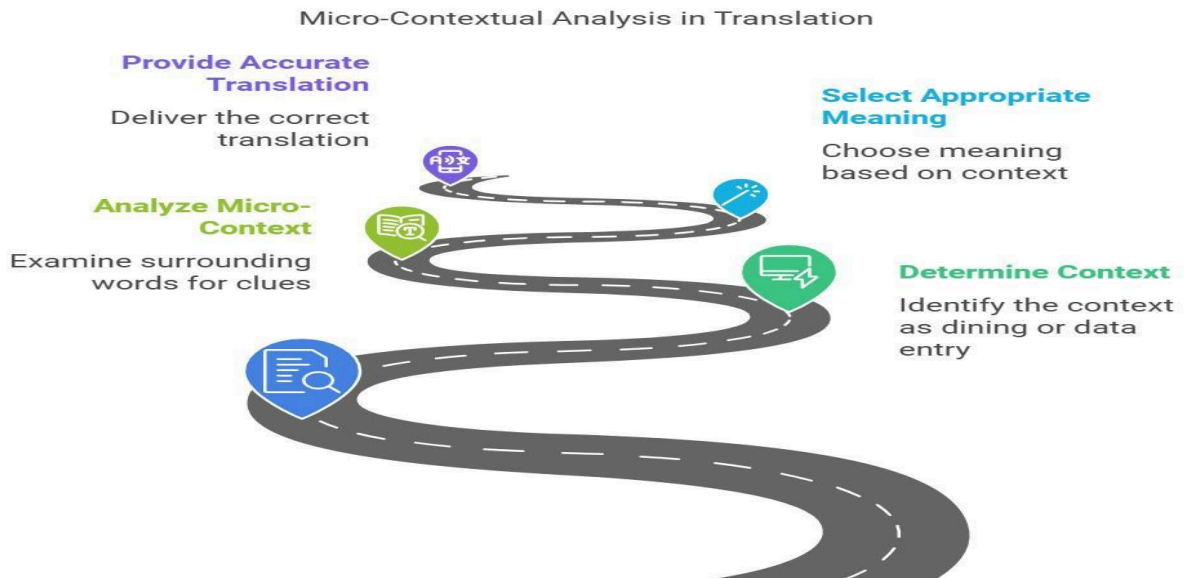 Micro-Contextual Analysis in Translation
Provide Accurate
Translation
Deliver the correct
translation
Select Appropriate
Meaning
Choose meaning
based on context
Analyze Micro-
Context
Examine surrounding
words for clues
Determine Context
Identify the context
as dining or data
entry